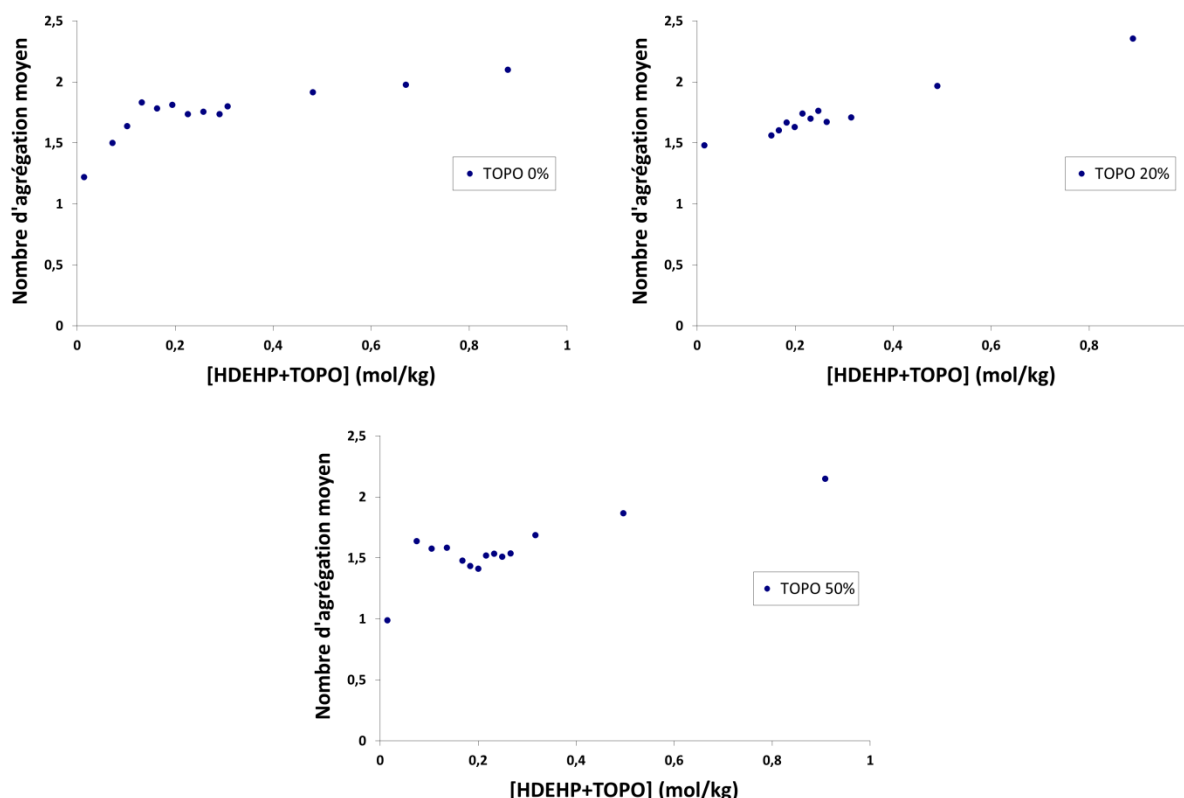 Nombre d'agrégation moyen
2,5
2
1,5
1
0,5
0
0 0,2 0,4 0,6 0,8 1
[HDEHP+TOPO] (mol/kg)
TOPO 0%
Nombre d'agrégation moyen
2,5
2
1,5
1
0,5
0
0 0,2 0,4 0,6 0,8
[HDEHP+TOPO] (mol/kg)
TOPO 20%
Nombre d'agrégation moyen
2,5
2
1,5
1
0,5
0
0 0,2 0,4 0,6 0,8 1
[HDEHP+TOPO] (mol/kg)
TOPO 50%